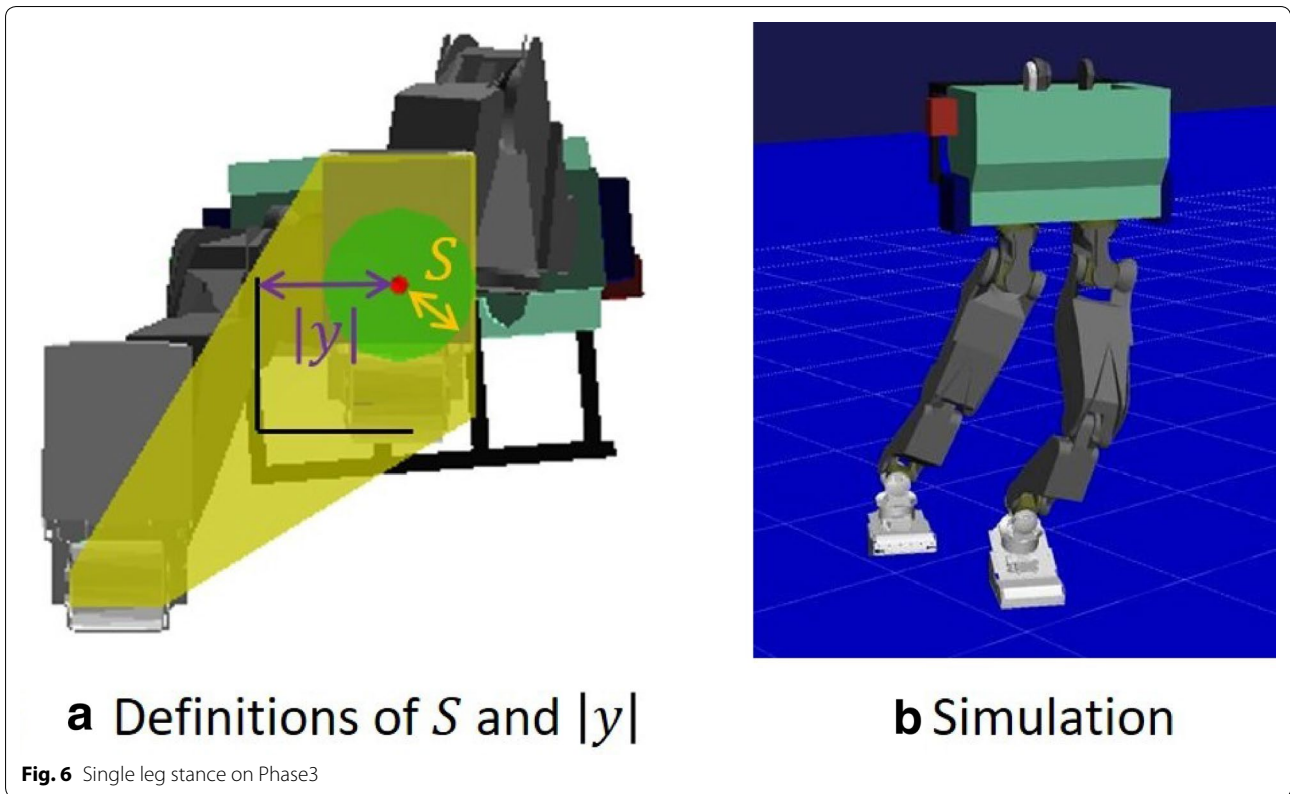 S
|y|
a Definitions of S and |y|
b Simulation
Fig. 6 Single leg stance on Phase3